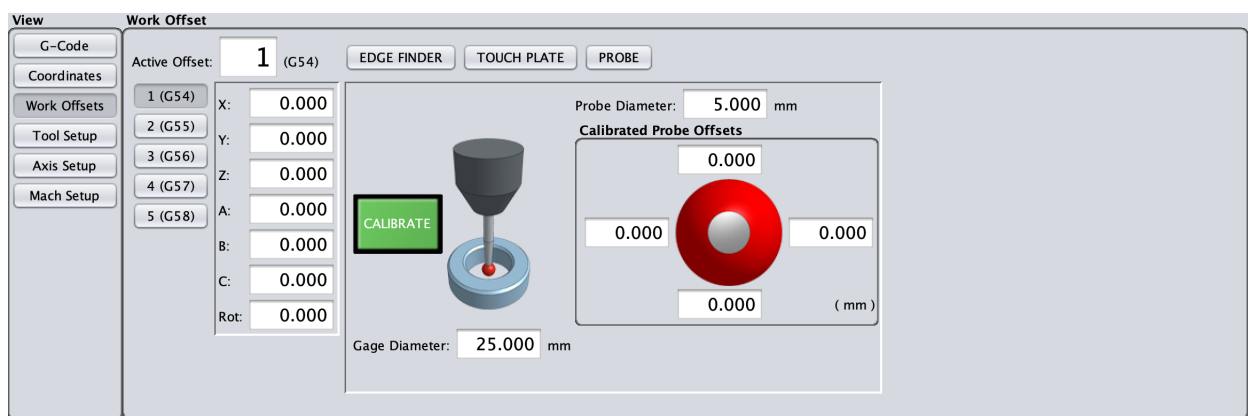 View
G-Code
Coordinates
Work Offsets
Tool Setup
Axis Setup
Mach Setup
Work Offset
Active Offset: 1 (G54)
EDGE FINDER TOUCH PLATE PROBE
1 (G54)
2 (G55)
3 (G56)
4 (G57)
5 (G58)
X: 0.000
Y: 0.000
Z: 0.000
A: 0.000
B: 0.000
C: 0.000
Rot: 0.000
CALIBRATE
Gage Diameter: 25.000 mm
Probe Diameter: 5.000 mm
Calibrated Probe Offsets
0.000
0.000 0.000
0.000 ( mm )